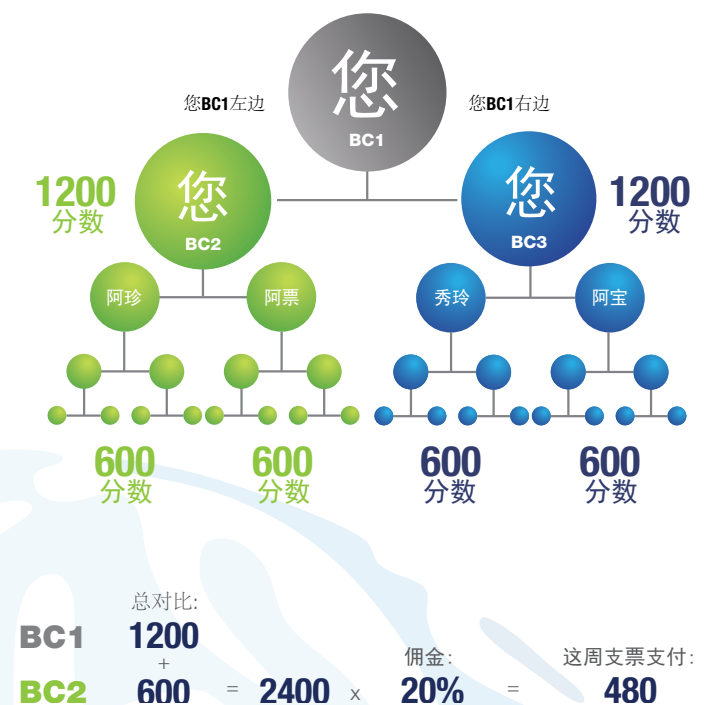 您
BC1
您BC1左边
您BC1右边
您
BC2
您
BC3
1200
分数
1200
分数
阿珍
阿票
秀玲
阿宝
600
分数
600
分数
600
分数
600
分数
总对比:
BC1 1200
+
佣金:
这周支票支付:
BC2 600 = 2400 x 20% = 480